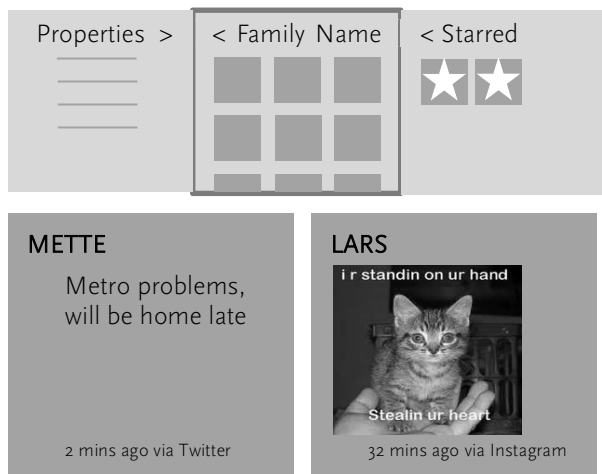 Properties >
< Family Name
< Starred
METTE
Metro problems,
will be home late
2 mins ago via Twitter
LARS
i r standin on ur hand
Stealin ur heart
32 mins ago via Instagram